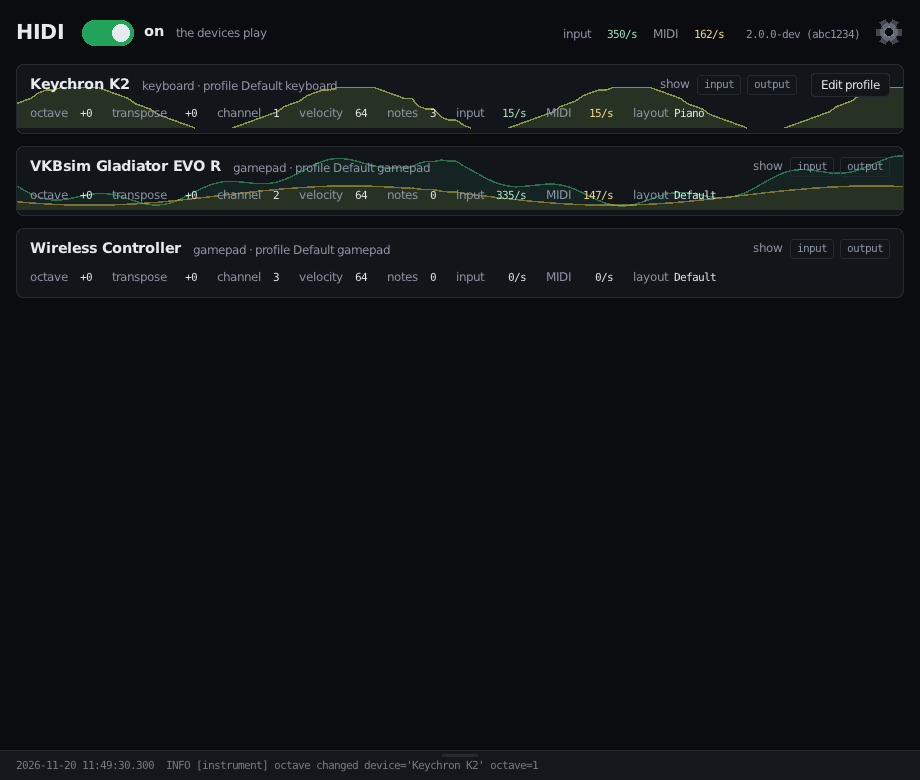 HIDI on the devices play input 350/s MIDI 162/s 2.0.0-dev (abc1234)
Keychron K2 keyboard · profile Default keyboard show input output Edit profile
octave +0 transpose +0 channel 1 velocity 64 notes 3 input 15/s MIDI 15/s layout Piano
VKBsim Gladiator EVO R gamepad · profile Default gamepad show input output
octave +0 transpose +0 channel 2 velocity 64 notes 0 input 335/s MIDI 147/s layout Default
Wireless Controller gamepad · profile Default gamepad show input output
octave +0 transpose +0 channel 3 velocity 64 notes 0 input 0/s MIDI 0/s layout Default
2026-11-20 11:49:30.300 INFO [instrument] octave changed device='Keychron K2' octave=1